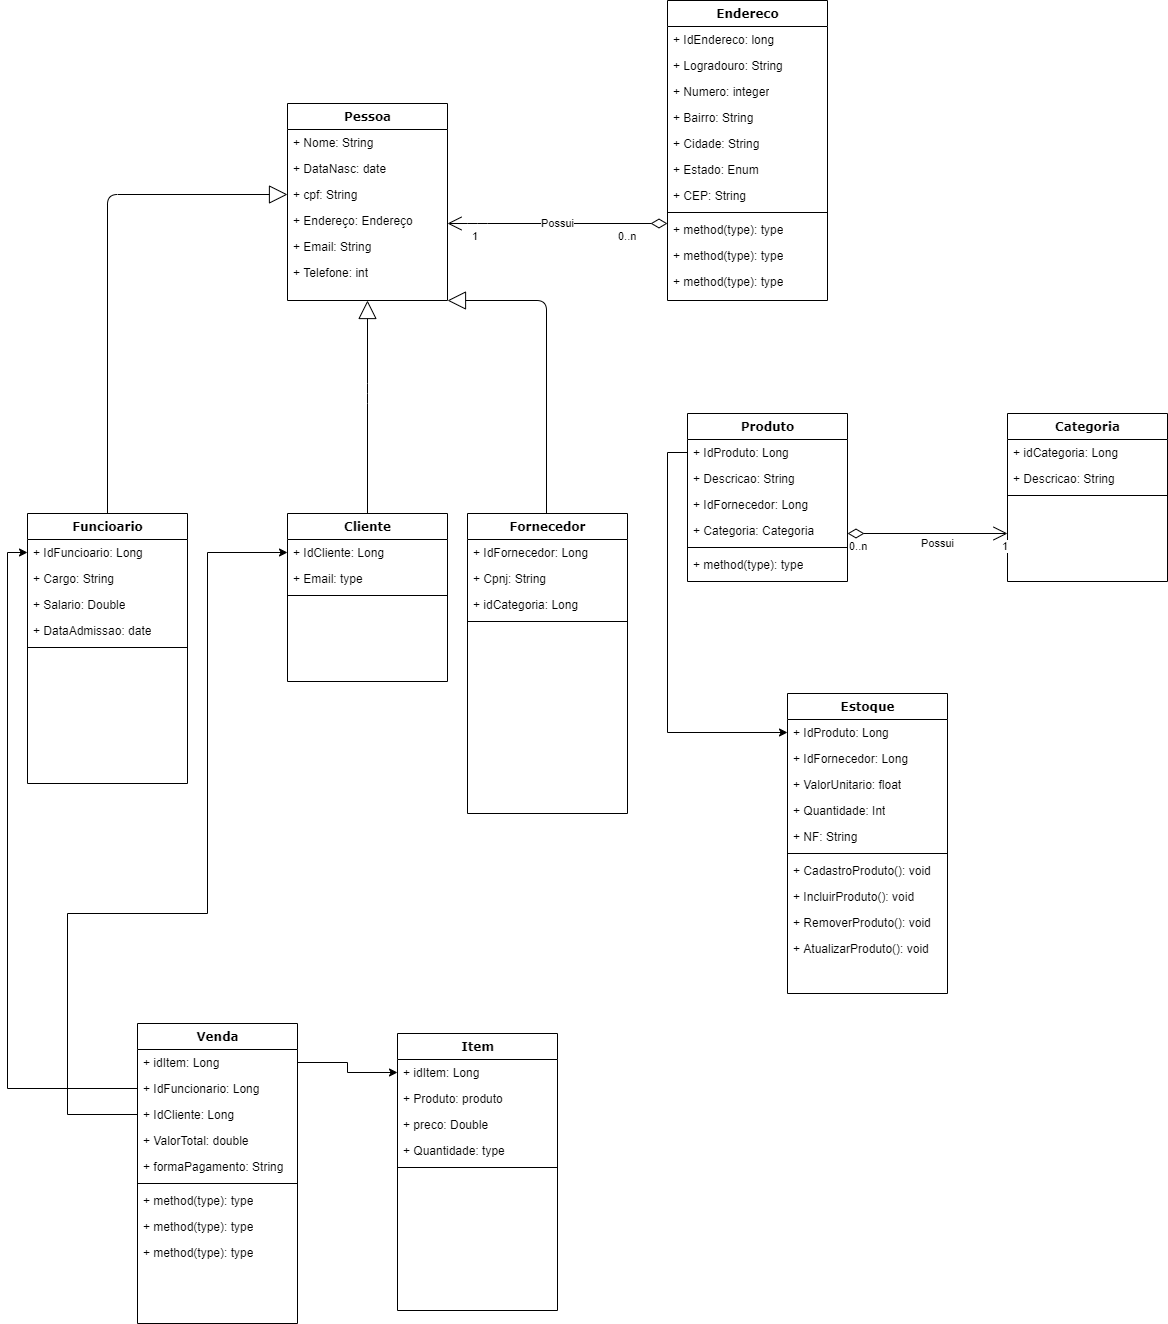 Endereco
+ IdEndereco: long
+ Logradouro: String
+ Numero: integer
+ Bairro: String
+ Cidade: String
+ Estado: Enum
+ CEP: String
+ method(type): type
+ method(type): type
+ method(type): type
Pessoa
+ Nome: String
+ DataNasc: date
+ cpf: String
+ Endereço: Endereço
+ Email: String
+ Telefone: int
Possui
1
0..n
Produto
+ IdProduto: Long
+ Descricao: String
+ IdFornecedor: Long
+ Categoria: Categoria
+ method(type): type
0..n
Possui
1
Categoria
+ idCategoria: Long
+ Descricao: String
Funcioario
+ IdFuncioario: Long
+ Cargo: String
+ Salario: Double
+ DataAdmissao: date
Cliente
+ IdCliente: Long
+ Email: type
Fornecedor
+ IdFornecedor: Long
+ Cpnj: String
+ idCategoria: Long
Estoque
+ IdProduto: Long
+ IdFornecedor: Long
+ ValorUnitario: float
+ Quantidade: Int
+ NF: String
+ CadastroProduto(): void
+ IncluirProduto(): void
+ RemoverProduto(): void
+ AtualizarProduto(): void
Venda
+ idItem: Long
+ IdFuncionario: Long
+ IdCliente: Long
+ ValorTotal: double
+ formaPagamento: String
+ method(type): type
+ method(type): type
+ method(type): type
Item
+ idItem: Long
+ Produto: produto
+ preco: Double
+ Quantidade: type